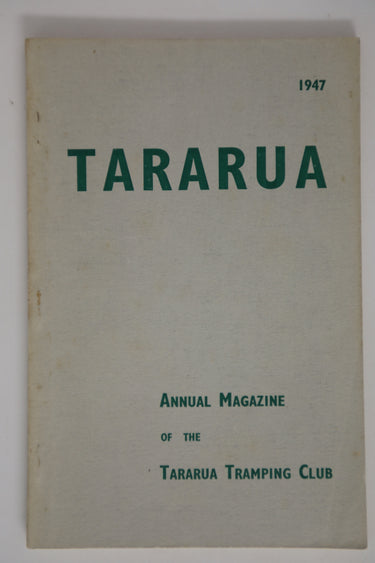 1947
TARARUA
ANNUAL MAGAZINE
OF THE
TARARUA TRAMPING CLUB